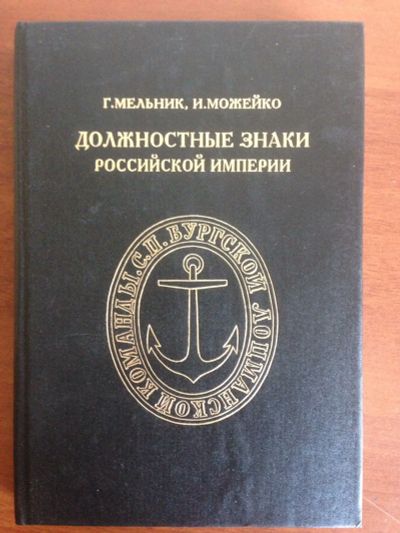 Г.МЕЛЬНИК, И.МОЖЕЙКО
ДОЛЖНОСТНЫЕ ЗНАКИ
РОССИЙСКОЙ ИМПЕРИИ
С.П.БУРГСКОЙ ЛОЦМАНСКОЙ КОМАНДЫ.